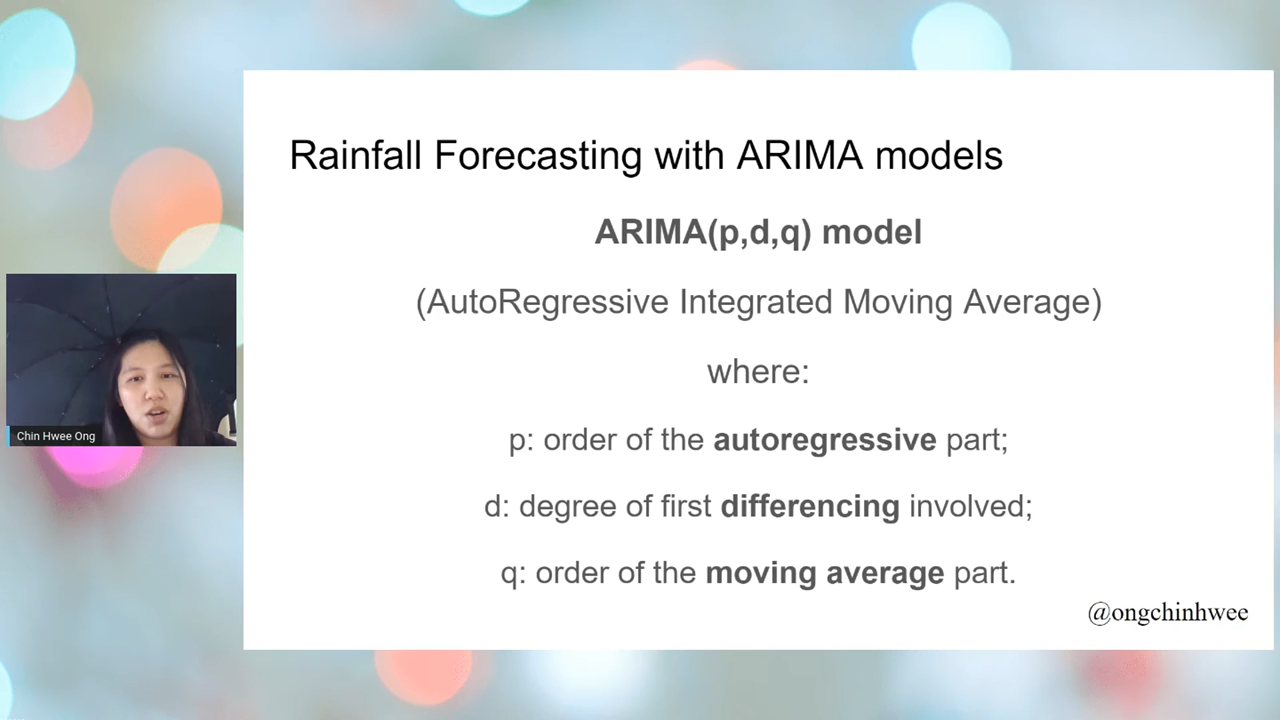 Rainfall Forecasting with ARIMA models
ARIMA(p,d,q) model
(AutoRegressive Integrated Moving Average)
where:
p: order of the autoregressive part;
d: degree of first differencing involved;
q: order of the moving average part.
@ongchinhwee
Chin Hwee Ong